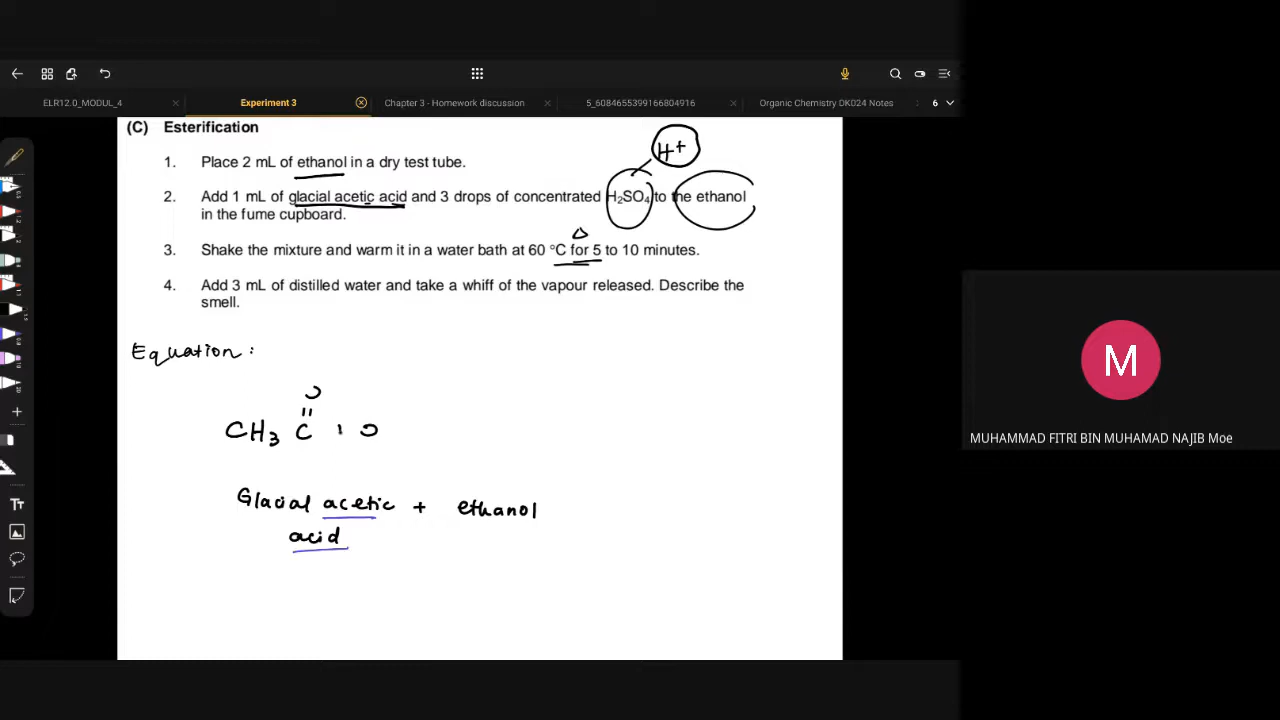 ELR12.0_MODUL_4
Experiment 3
Chapter 3 - Homework discussion
5_6084655399166804916
Organic Chemistry DK024 Notes
6
(C) Esterification
H+
1. Place 2 mL of ethanol in a dry test tube.
2. Add 1 mL of glacial acetic acid and 3 drops of concentrated H₂SO₄ to the ethanol
in the fume cupboard.
Δ
3. Shake the mixture and warm it in a water bath at 60 °C for 5 to 10 minutes.
4. Add 3 mL of distilled water and take a whiff of the vapour released. Describe the
smell.
Equation :
O
CH3 C O
Glacial acetic + ethanol
acid
Tт
M
MUHAMMAD FITRI BIN MUHAMAD NAJIB Moe